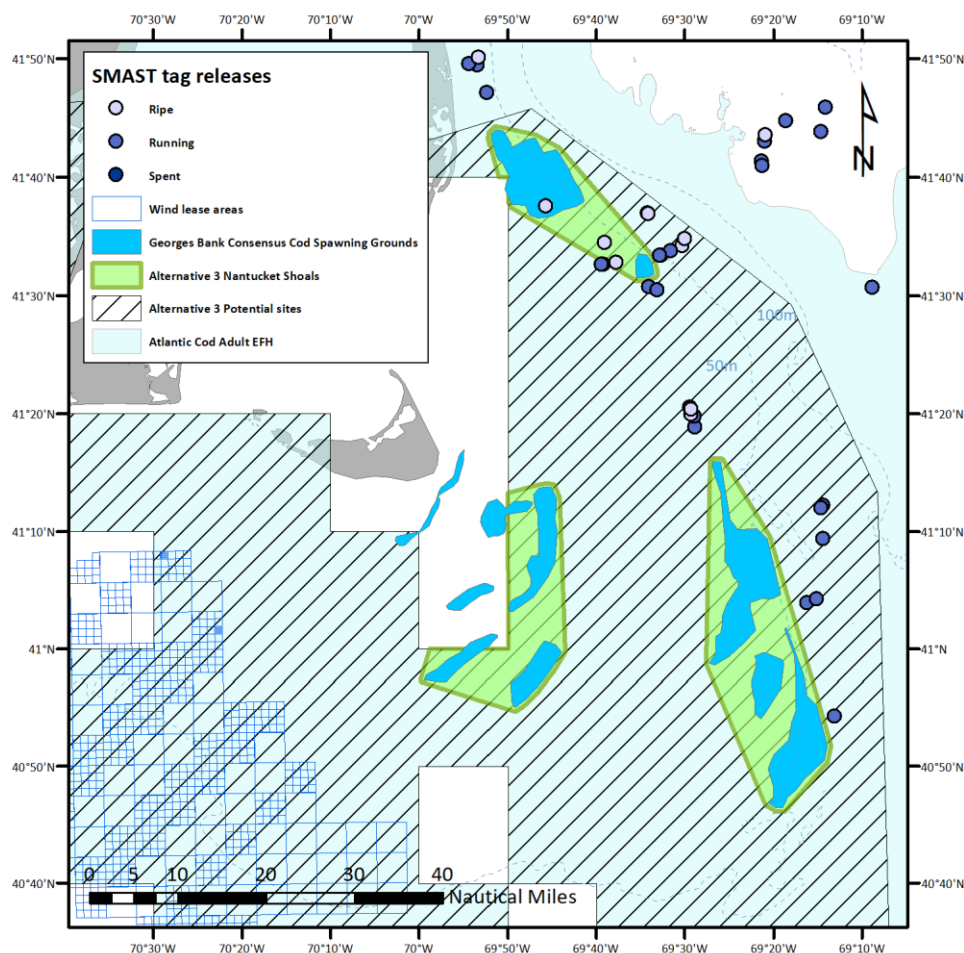 70°30'W 70°20'W 70°10'W 70°W 69°50'W 69°40'W 69°30'W 69°20'W 69°10'W
41°50'N 41°50'N
SMAST tag releases
Ripe
Running
Spent
Wind lease areas
Georges Bank Consensus Cod Spawning Grounds
Alternative 3 Nantucket Shoals
Alternative 3 Potential sites
Atlantic Cod Adult EFH
N
41°40'N 41°40'N
41°30'N 41°30'N
100m
50m
41°20'N 41°20'N
41°10'N 41°10'N
41°N 41°N
40°50'N 40°50'N
40°40'N 40°40'N
0 5 10 20 30 40
Nautical Miles
70°30'W 70°20'W 70°10'W 70°W 69°50'W 69°40'W 69°30'W 69°20'W 69°10'W